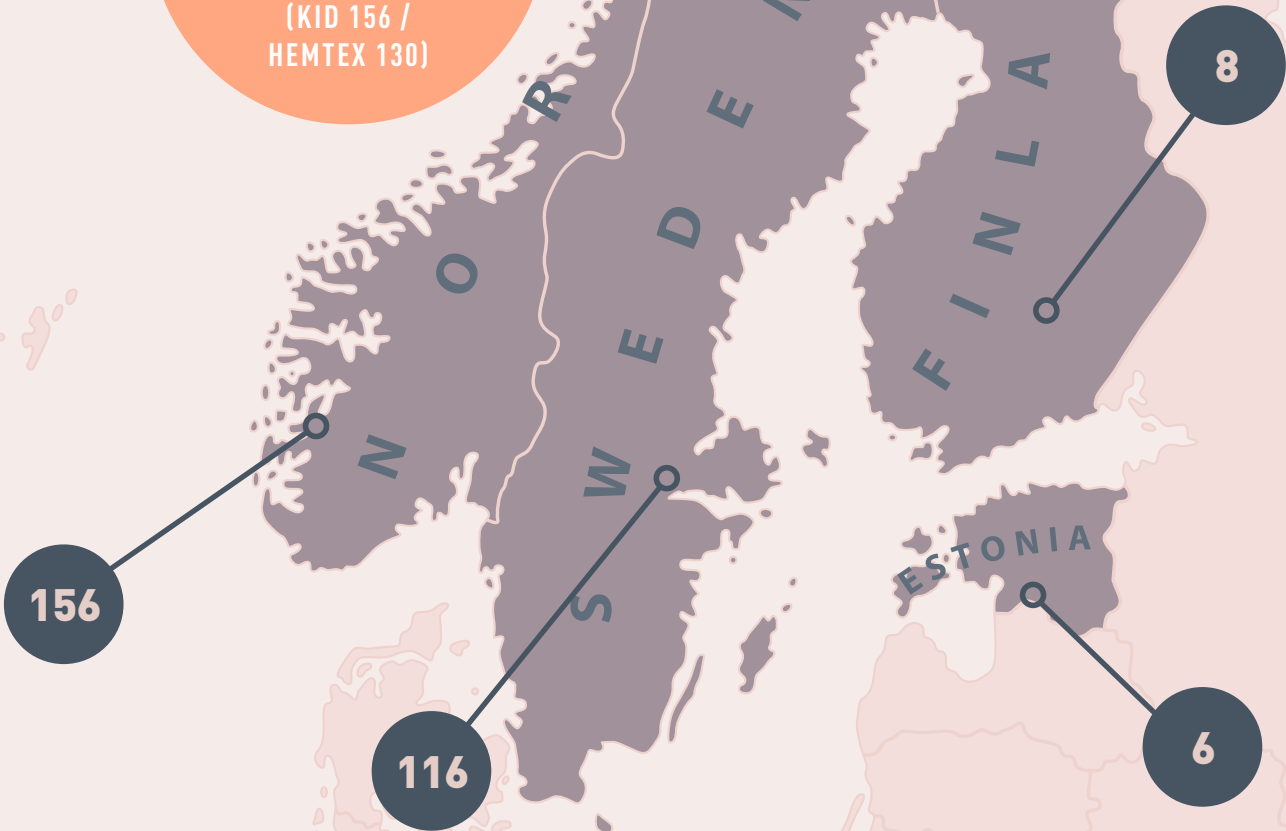 (KID 156 /
HEMTEX 130)
8
NOR
SWEDEN
FINLA
ESTONIA
156
116
6